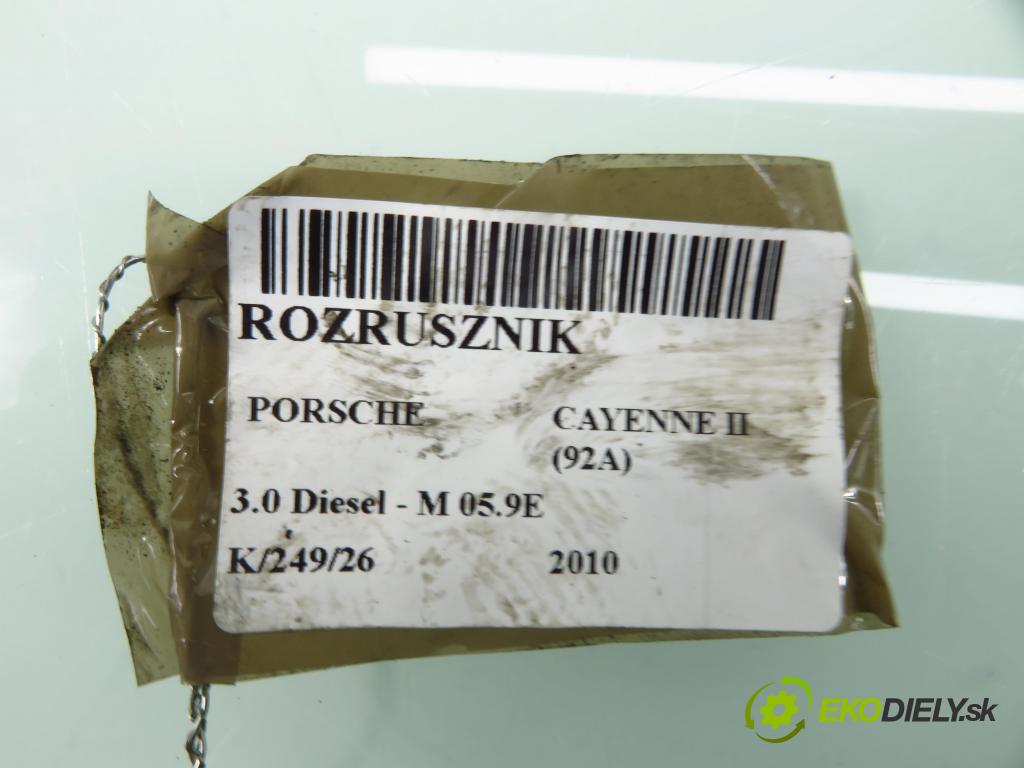 ROZRUSZNIK
PORSCHE CAYENNE II
(92A)
3.0 Diesel - M 05.9E
K/249/26 2010
EKODIELY.sk